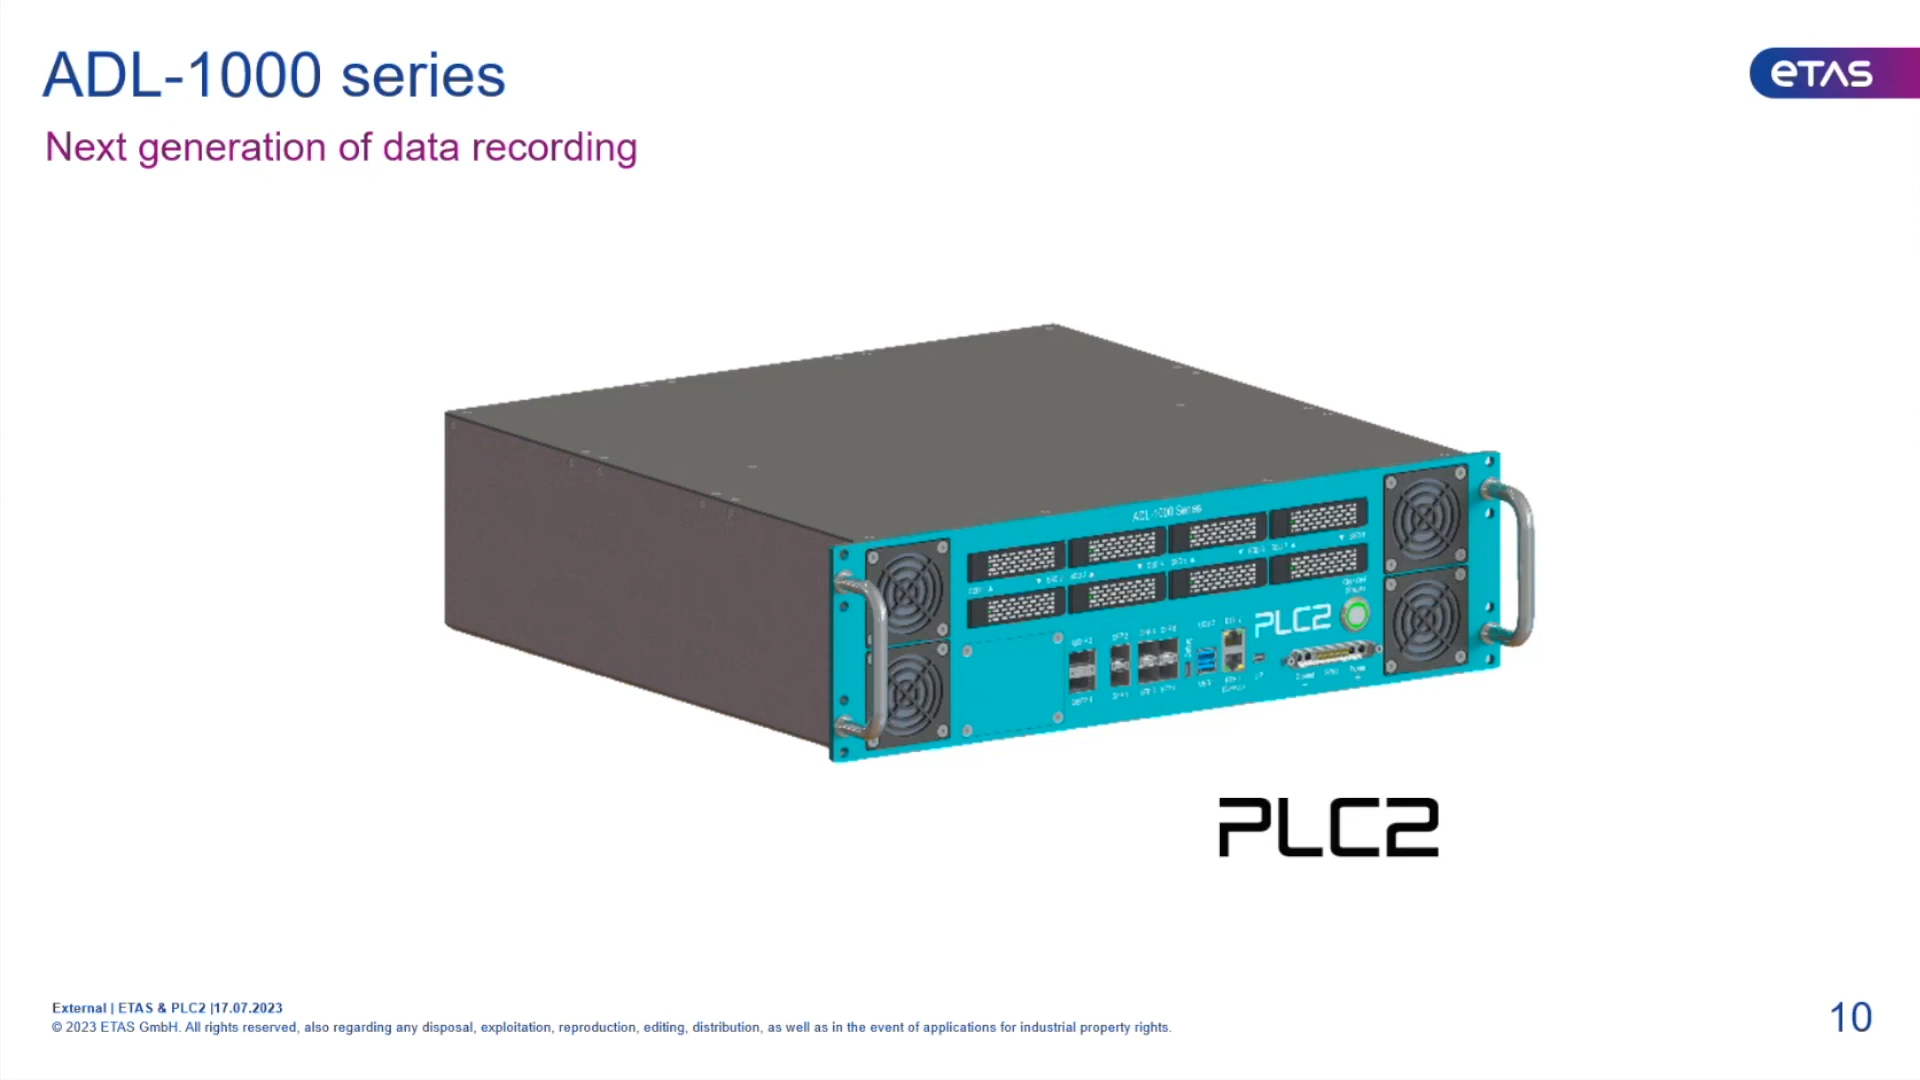 ADL-1000 series
eTAS
Next generation of data recording
ADL-1000 Series
PLC2
PLC2
External | ETAS & PLC2 |17.07.2023
© 2023 ETAS GmbH. All rights reserved, also regarding any disposal, exploitation, reproduction, editing, distribution, as well as in the event of applications for industrial property rights.
10